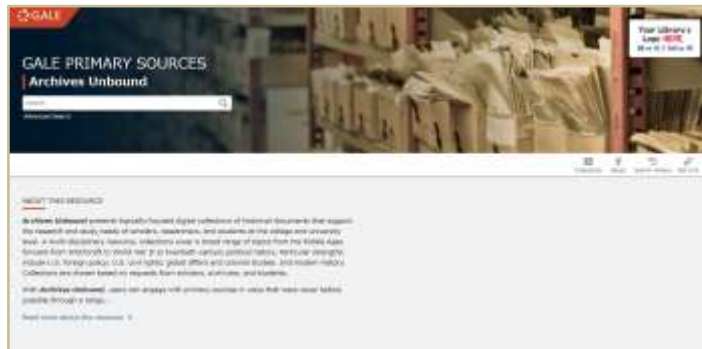 GALE
Your Library's
Logo HERE
GALE PRIMARY SOURCES
Archives Unbound
Search
Advanced Search
ABOUT THIS RESOURCE
Archives Unbound presents topically-focused digital collections of historical documents that support
the research and study needs of scholars, researchers, and students at the college and university
level. A multi-disciplinary resource, collections cover a broad range of topics from the Middle Ages
forward-from Witchcraft to World War II to twentieth-century political history. Particular strengths
include U.S. foreign policy; U.S. civil rights; global affairs and colonial studies; and modern history.
Collections are chosen based on requests from scholars, archivists, and students.
With Archives Unbound, users can engage with primary sources in ways that were never before
possible through a range...
Read more about this resource